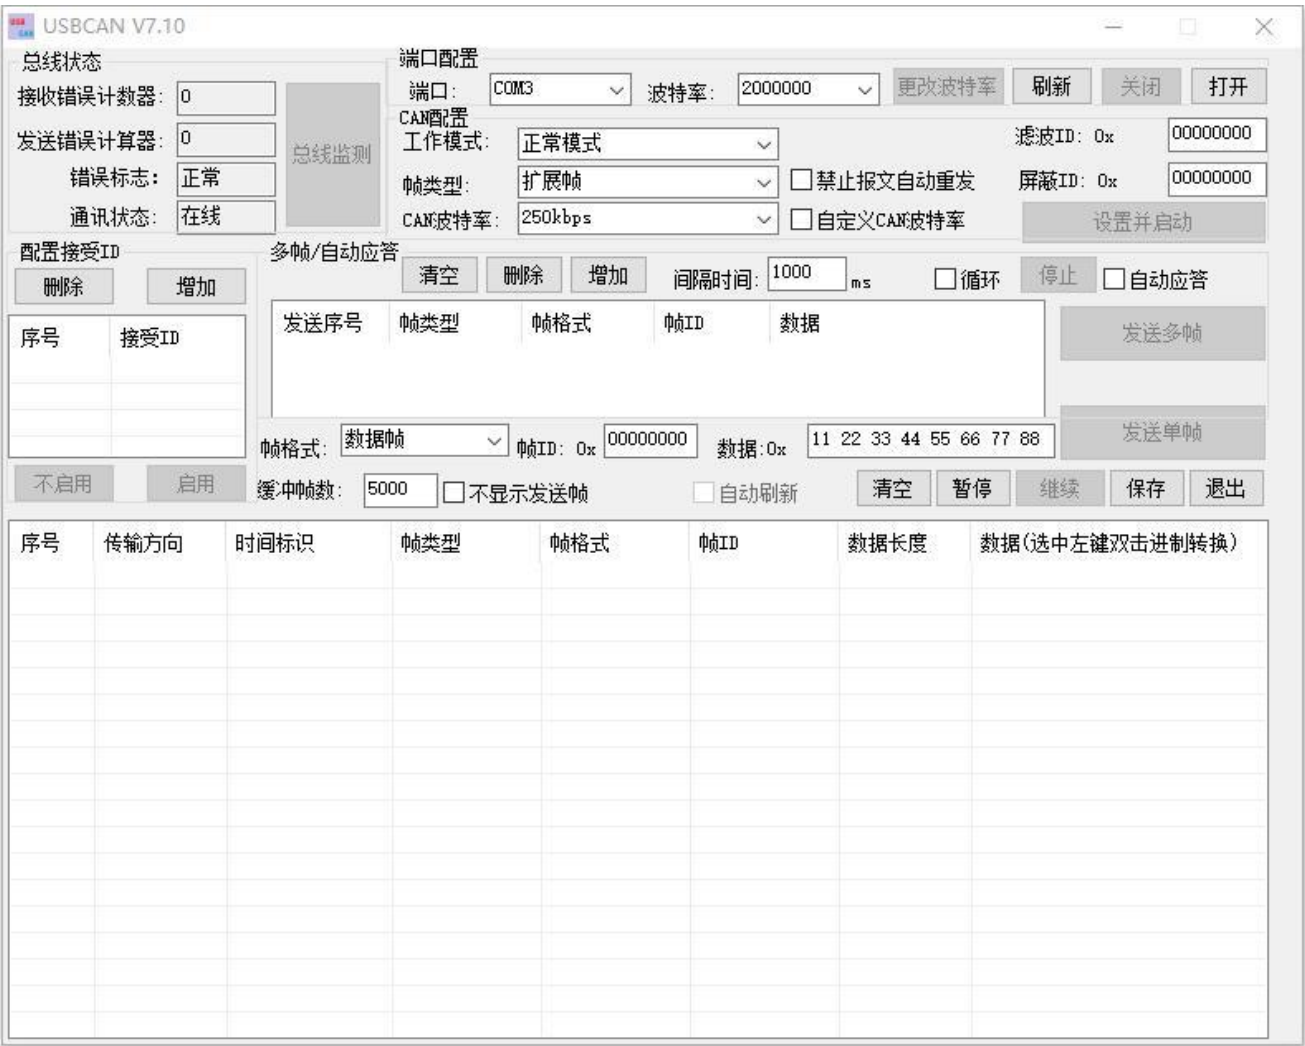 USB CAN USBCAN V7.10
总线状态
接收错误计数器: 0
发送错误计算器: 0
错误标志: 正常
通讯状态: 在线
总线监测
端口配置
端口: COM3 波特率: 2000000 更改波特率 刷新 关闭 打开
CAN配置
工作模式: 正常模式 滤波ID: 0x 00000000
帧类型: 扩展帧 禁止报文自动重发 屏蔽ID: 0x 00000000
CAN波特率: 250kbps 自定义CAN波特率 设置并启动
配置接受ID
删除 增加
序号 接受ID
不启用 启用
多帧/自动应答
清空 删除 增加 间隔时间: 1000 ms 循环 停止 自动应答
发送序号 帧类型 帧格式 帧ID 数据 发送多帧
帧格式: 数据帧 帧ID: 0x 00000000 数据:0x 11 22 33 44 55 66 77 88 发送单帧
缓冲帧数: 5000 不显示发送帧 自动刷新 清空 暂停 继续 保存 退出
序号 传输方向 时间标识 帧类型 帧格式 帧ID 数据长度 数据(选中左键双击进制转换)